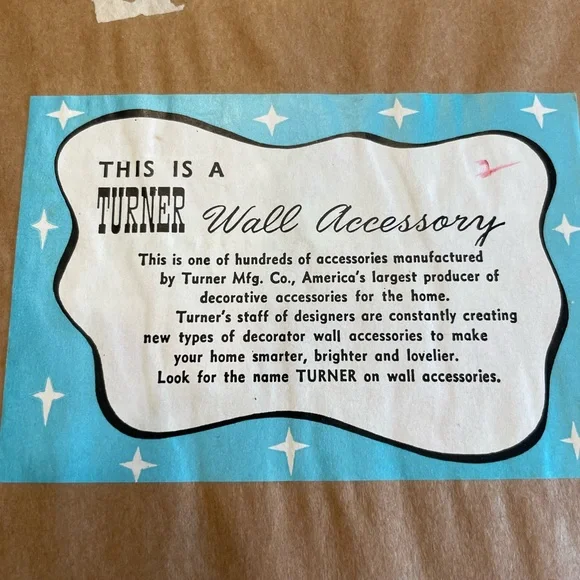 THIS IS A
TURNER Wall Accessory
This is one of hundreds of accessories manufactured
by Turner Mfg. Co., America's largest producer of
decorative accessories for the home.
Turner's staff of designers are constantly creating
new types of decorator wall accessories to make
your home smarter, brighter and lovelier.
Look for the name TURNER on wall accessories.